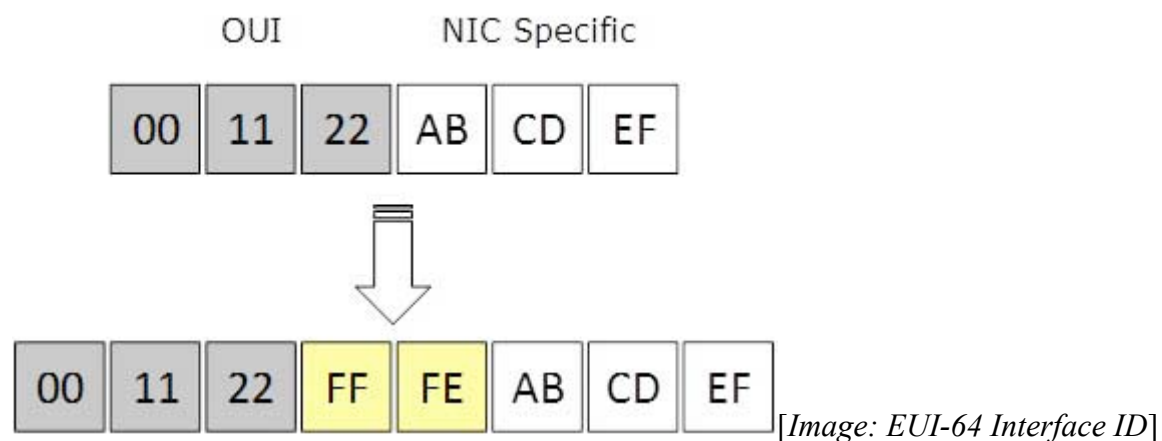 OUI NIC Specific
00 11 22 AB CD EF
00 11 22 FF FE AB CD EF
[Image: EUI-64 Interface ID]